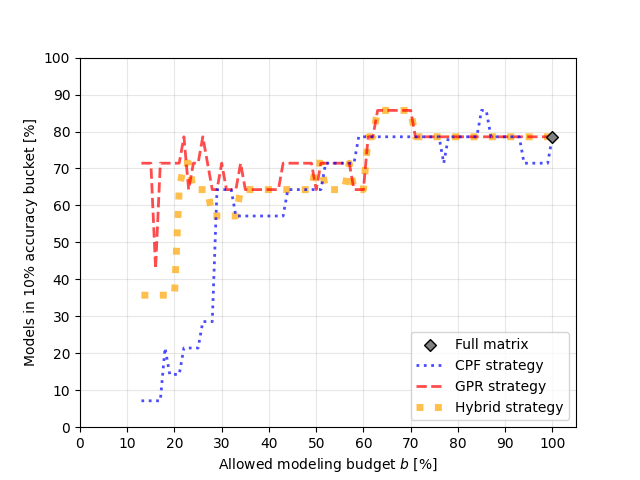 Models in 10% accuracy bucket [%]
100
90
80
70
60
50
40
30
20
10
0
0 10 20 30 40 50 60 70 80 90 100
Allowed modeling budget b [%]
Full matrix
CPF strategy
GPR strategy
Hybrid strategy